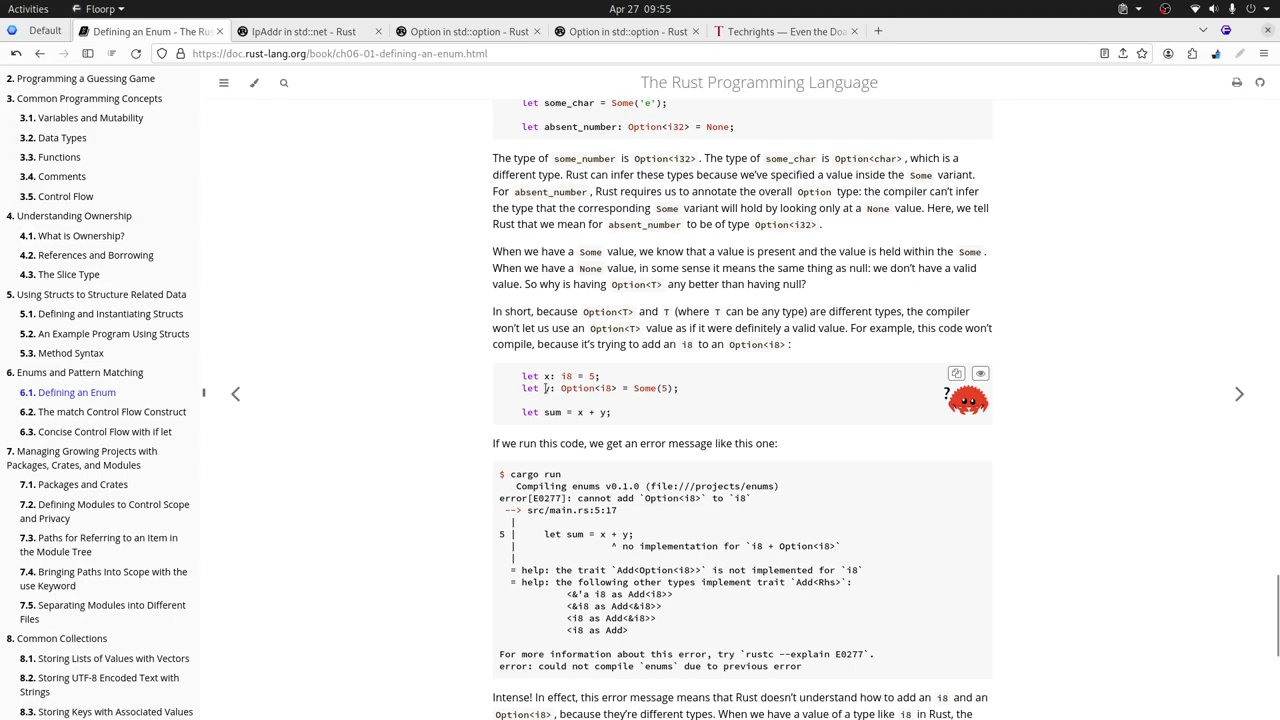 Activities
Floorp
Apr 27 09:55
Default
Defining an Enum - The Rus
IpAddr in std::net - Rust
Option in std::option - Rust
Option in std::option - Rust
Techrights — Even the Doa
https://doc.rust-lang.org/book/ch06-01-defining-an-enum.html
The Rust Programming Language
2. Programming a Guessing Game
3. Common Programming Concepts
3.1. Variables and Mutability
3.2. Data Types
3.3. Functions
3.4. Comments
3.5. Control Flow
4. Understanding Ownership
4.1. What is Ownership?
4.2. References and Borrowing
4.3. The Slice Type
5. Using Structs to Structure Related Data
5.1. Defining and Instantiating Structs
5.2. An Example Program Using Structs
5.3. Method Syntax
6. Enums and Pattern Matching
6.1. Defining an Enum
6.2. The match Control Flow Construct
6.3. Concise Control Flow with if let
7. Managing Growing Projects with
Packages, Crates, and Modules
7.1. Packages and Crates
7.2. Defining Modules to Control Scope
and Privacy
7.3. Paths for Referring to an Item in
the Module Tree
7.4. Bringing Paths Into Scope with the
use Keyword
7.5. Separating Modules into Different
Files
8. Common Collections
8.1. Storing Lists of Values with Vectors
8.2. Storing UTF-8 Encoded Text with
Strings
8.3. Storing Keys with Associated Values
let some_char = Some('e');
let absent_number: Option<i32> = None;
The type of some_number is Option<i32>. The type of some_char is Option<char>, which is a
different type. Rust can infer these types because we've specified a value inside the Some variant.
For absent_number, Rust requires us to annotate the overall Option type: the compiler can't infer
the type that the corresponding Some variant will hold by looking only at a None value. Here, we tell
Rust that we mean for absent_number to be of type Option<i32>.
When we have a Some value, we know that a value is present and the value is held within the Some.
When we have a None value, in some sense it means the same thing as null: we don't have a valid
value. So why is having Option<T> any better than having null?
In short, because Option<T> and T (where T can be any type) are different types, the compiler
won't let us use an Option<T> value as if it were definitely a valid value. For example, this code won't
compile, because it's trying to add an i8 to an Option<i8>:
let x: i8 = 5;
let y: Option<i8> = Some(5);
?
let sum = x + y;
If we run this code, we get an error message like this one:
$ cargo run
Compiling enums v0.1.0 (file:///projects/enums)
error[E0277]: cannot add `Option<i8>` to `i8`
--> src/main.rs:5:17
|
5 |     let sum = x + y;
|               ^ no implementation for `i8 + Option<i8>`
|
= help: the trait `Add<Option<i8>>` is not implemented for `i8`
= help: the following other types implement trait `Add<Rhs>`:
<&'a i8 as Add<i8>>
<&i8 as Add<&i8>>
<i8 as Add<&i8>>
<i8 as Add>
For more information about this error, try `rustc --explain E0277`.
error: could not compile `enums` due to previous error
Intense! In effect, this error message means that Rust doesn't understand how to add an i8 and an
Option<i8>, because they're different types. When we have a value of a type like i8 in Rust, the